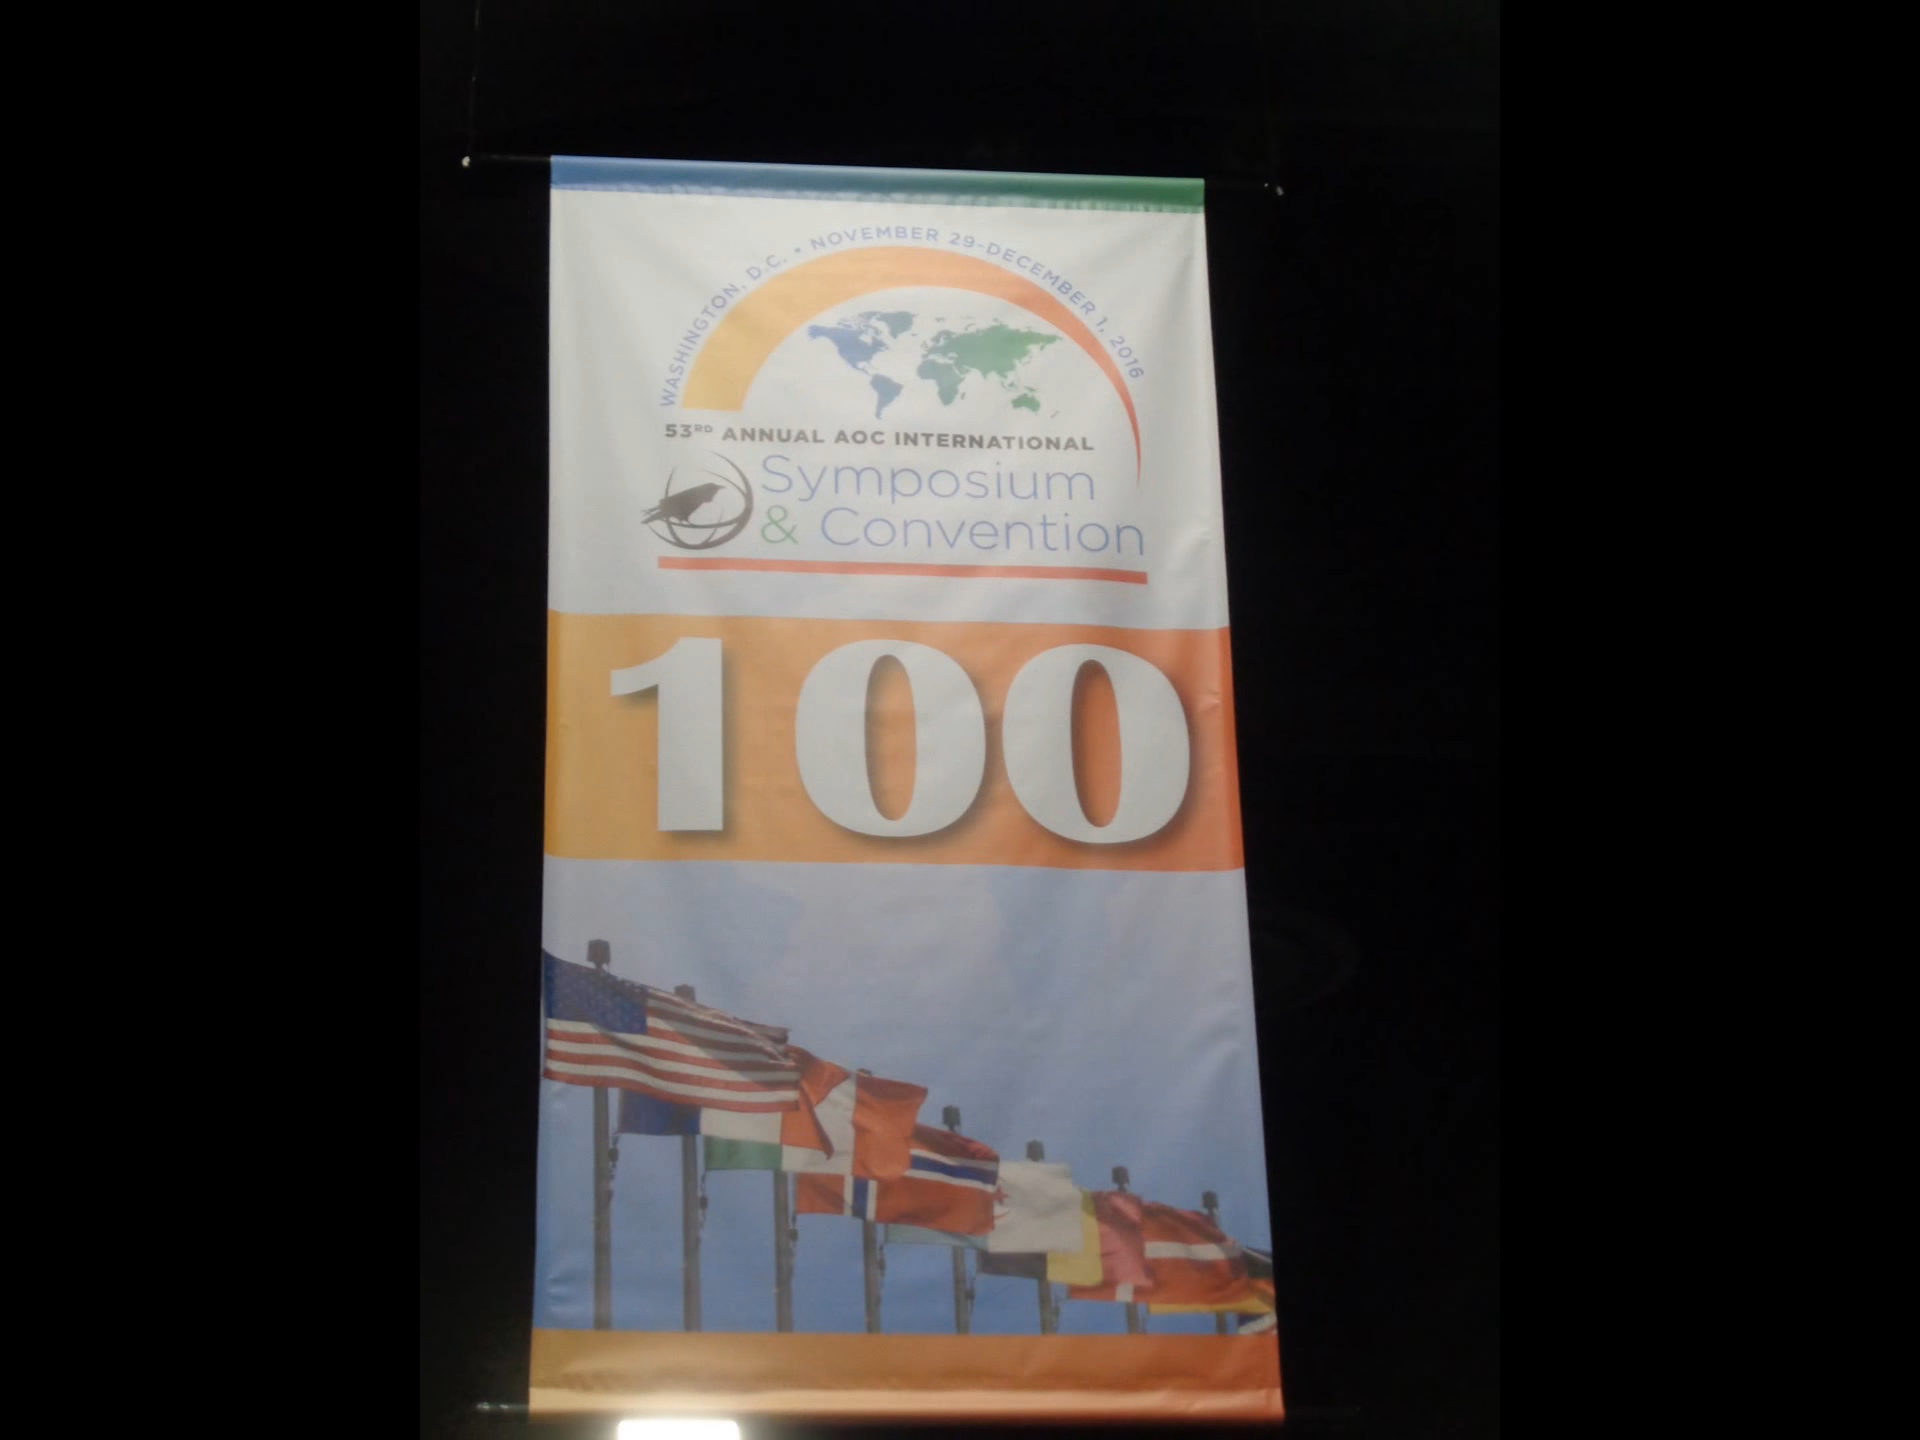 WASHINGTON, D.C. • NOVEMBER 29-DECEMBER 1, 2016
53RD ANNUAL AOC INTERNATIONAL
Symposium
& Convention
100